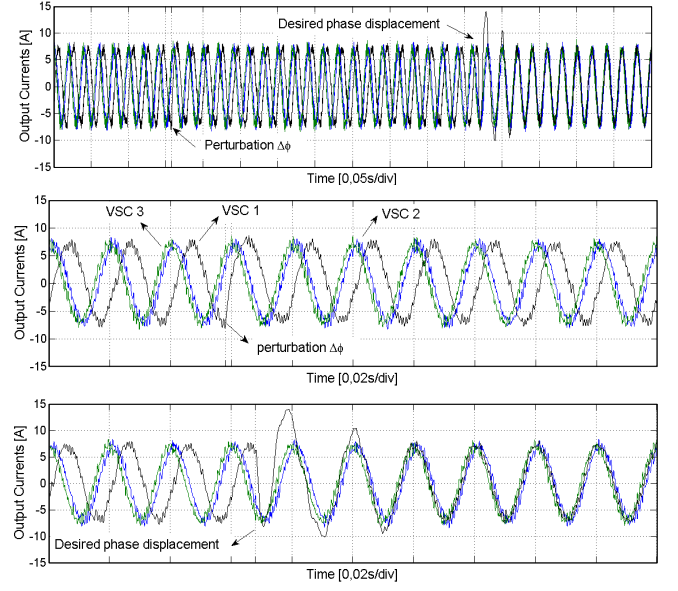 15
10
5
0
-5
-10
-15
Output Currents [A]
Desired phase displacement
Perturbation Δϕ
Time [0,05s/div]
15
10
5
0
-5
-10
-15
Output Currents [A]
VSC 3
VSC 1
VSC 2
perturbation Δϕ
Time [0,02s/div]
15
10
5
0
-5
-10
-15
Output Currents [A]
Desired phase displacement
Time [0,02s/div]